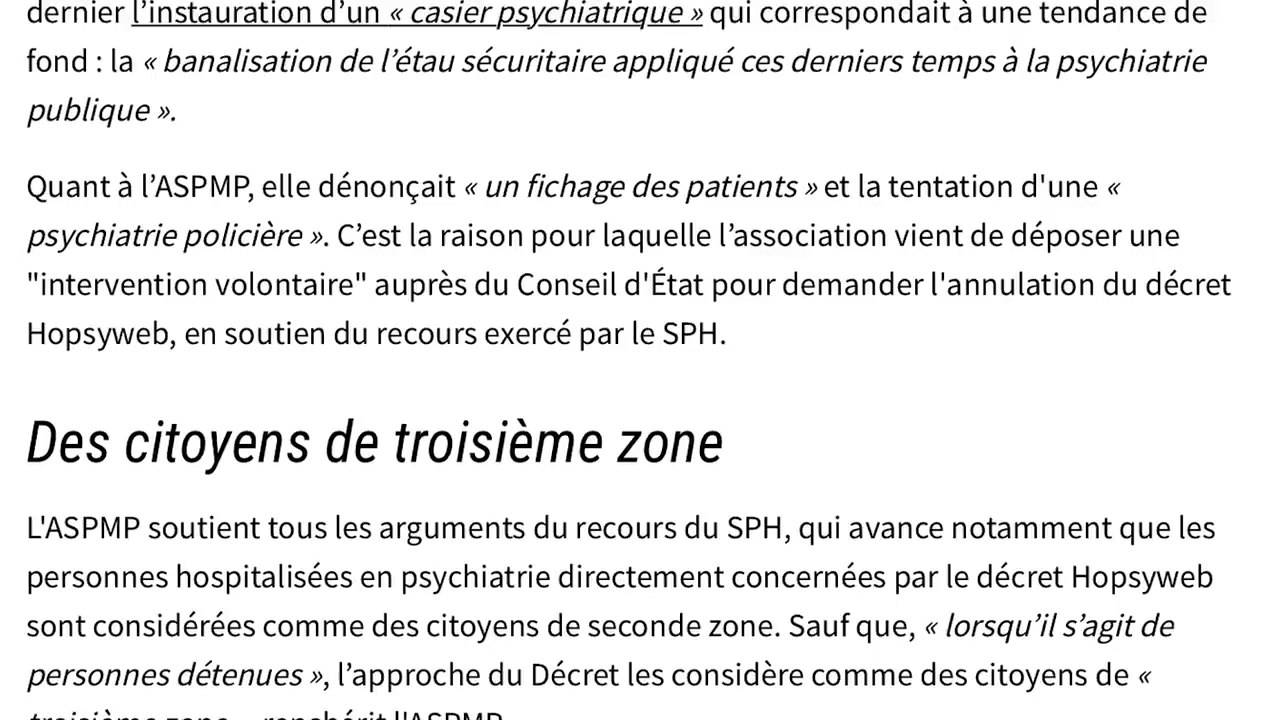 dernier l’instauration d’un « casier psychiatrique » qui correspondait à une tendance de
fond : la « banalisation de l’étau sécuritaire appliqué ces derniers temps à la psychiatrie
publique ».
Quant à l’ASPMP, elle dénonçait « un fichage des patients » et la tentation d'une «
psychiatrie policière ». C’est la raison pour laquelle l’association vient de déposer une
"intervention volontaire" auprès du Conseil d'État pour demander l'annulation du décret
Hopsyweb, en soutien du recours exercé par le SPH.
Des citoyens de troisième zone
L'ASPMP soutient tous les arguments du recours du SPH, qui avance notamment que les
personnes hospitalisées en psychiatrie directement concernées par le décret Hopsyweb
sont considérées comme des citoyens de seconde zone. Sauf que, « lorsqu’il s’agit de
personnes détenues », l’approche du Décret les considère comme des citoyens de «
troisième zone renchérit l'ASPMP